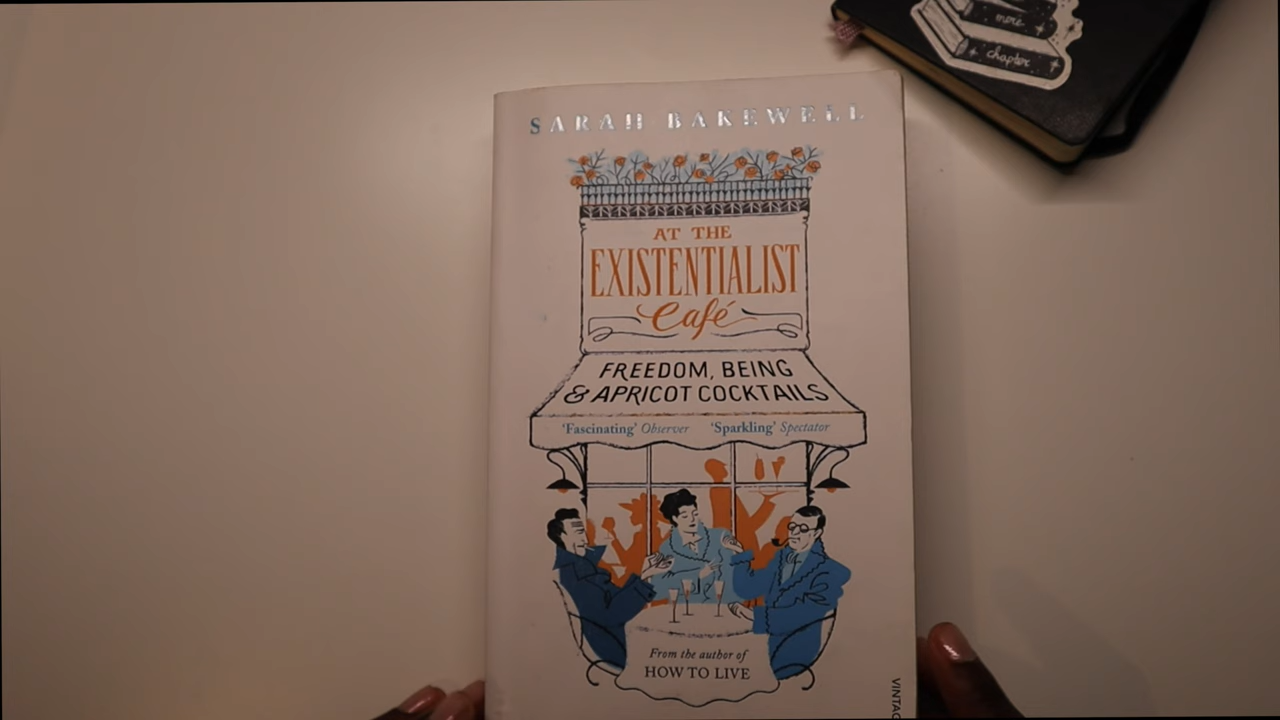 more
chapter
SARAH BAKEWELL
AT THE
EXISTENTIALIST
Café
FREEDOM, BEING
& APRICOT COCKTAILS
'Fascinating' Observer 'Sparkling' Spectator
From the author of
HOW TO LIVE